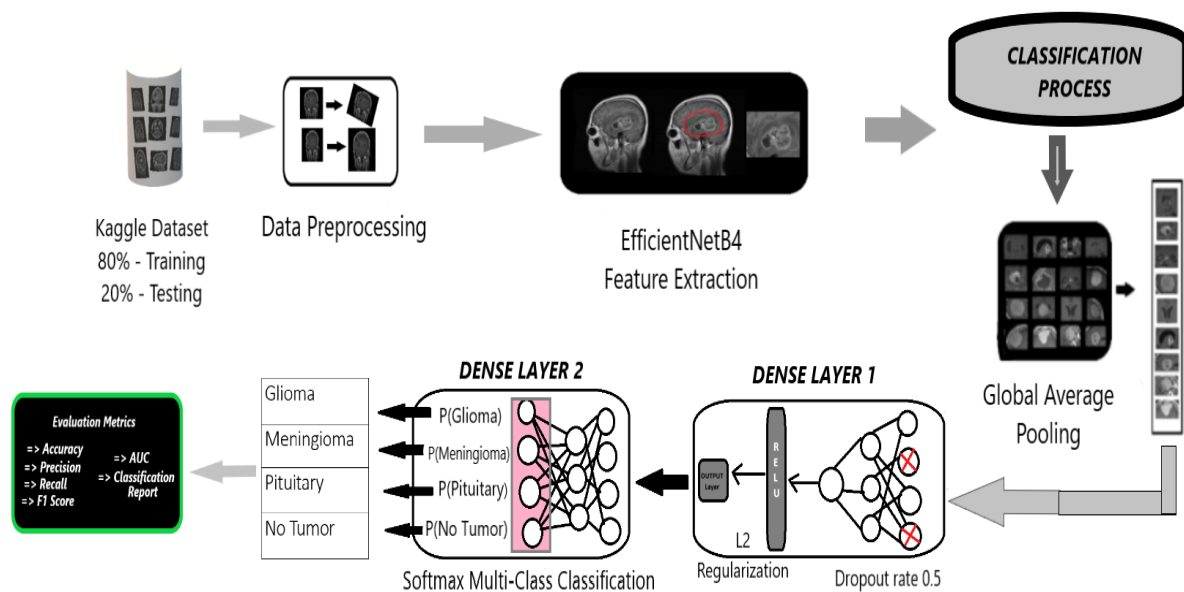 CLASSIFICATION
PROCESS
Kaggle Dataset
80% - Training
20% - Testing
Data Preprocessing
EfficientNetB4
Feature Extraction
Global Average
Pooling
DENSE LAYER 1
RELU
OUTPUT
Layer
L2
Regularization
Dropout rate 0.5
DENSE LAYER 2
P(Glioma)
P(Meningioma)
P(Pituitary)
P(No Tumor)
Softmax Multi-Class Classification
Glioma
Meningioma
Pituitary
No Tumor
Evaluation Metrics
=> Accuracy
=> Precision
=> Recall
=> F1 Score
=> AUC
=> Classification
Report